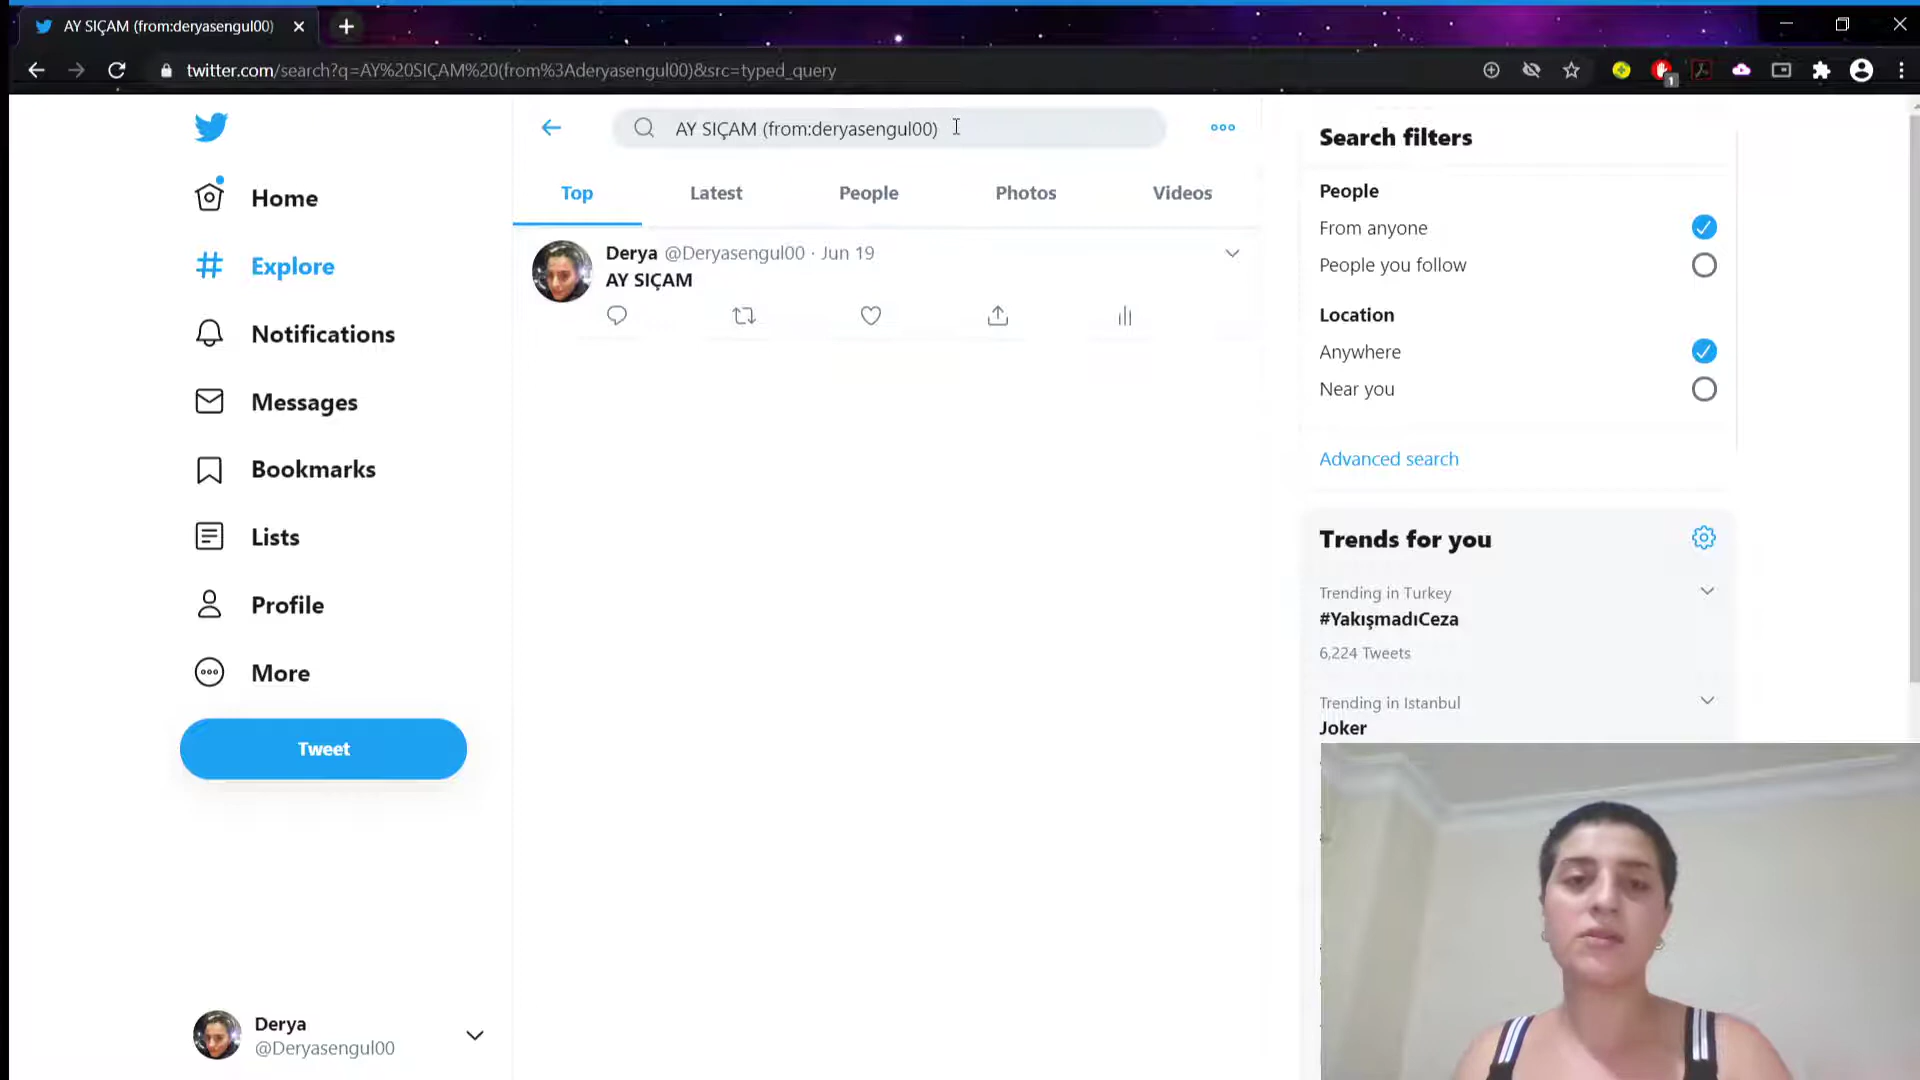 AY SIÇAM (from:deryasengul00)
twitter.com/search?q=AY%20SIÇAM%20(from%3Aderyasengul00)&src=typed_query
1
Home
Explore
Notifications
Messages
Bookmarks
Lists
Profile
More
Tweet
Derya
@Deryasengul00
AY SIÇAM (from:deryasengul00)
Top
Latest
People
Photos
Videos
Derya @Deryasengul00 · Jun 19
AY SIÇAM
Search filters
People
From anyone
People you follow
Location
Anywhere
Near you
Advanced search
Trends for you
Trending in Turkey
#YakışmadıCeza
6,224 Tweets
Trending in Istanbul
Joker